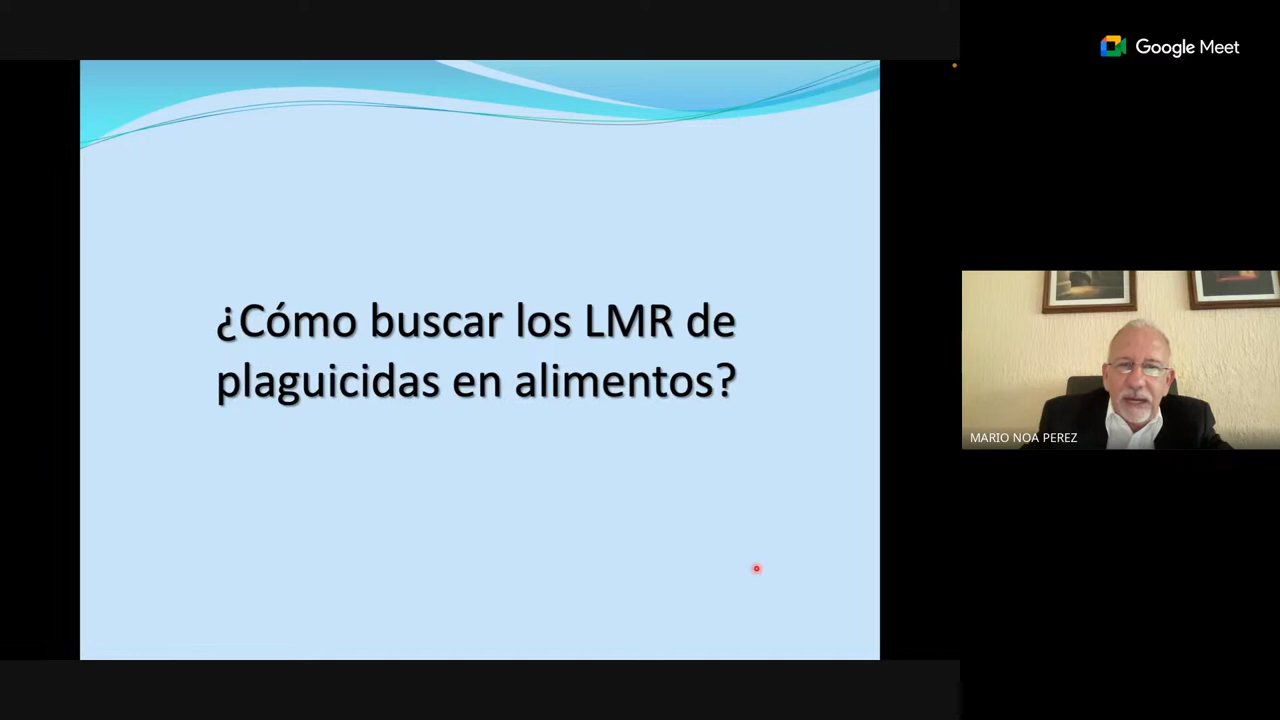 Google Meet
¿Cómo buscar los LMR de
plaguicidas en alimentos?
MARIO NOA PEREZ